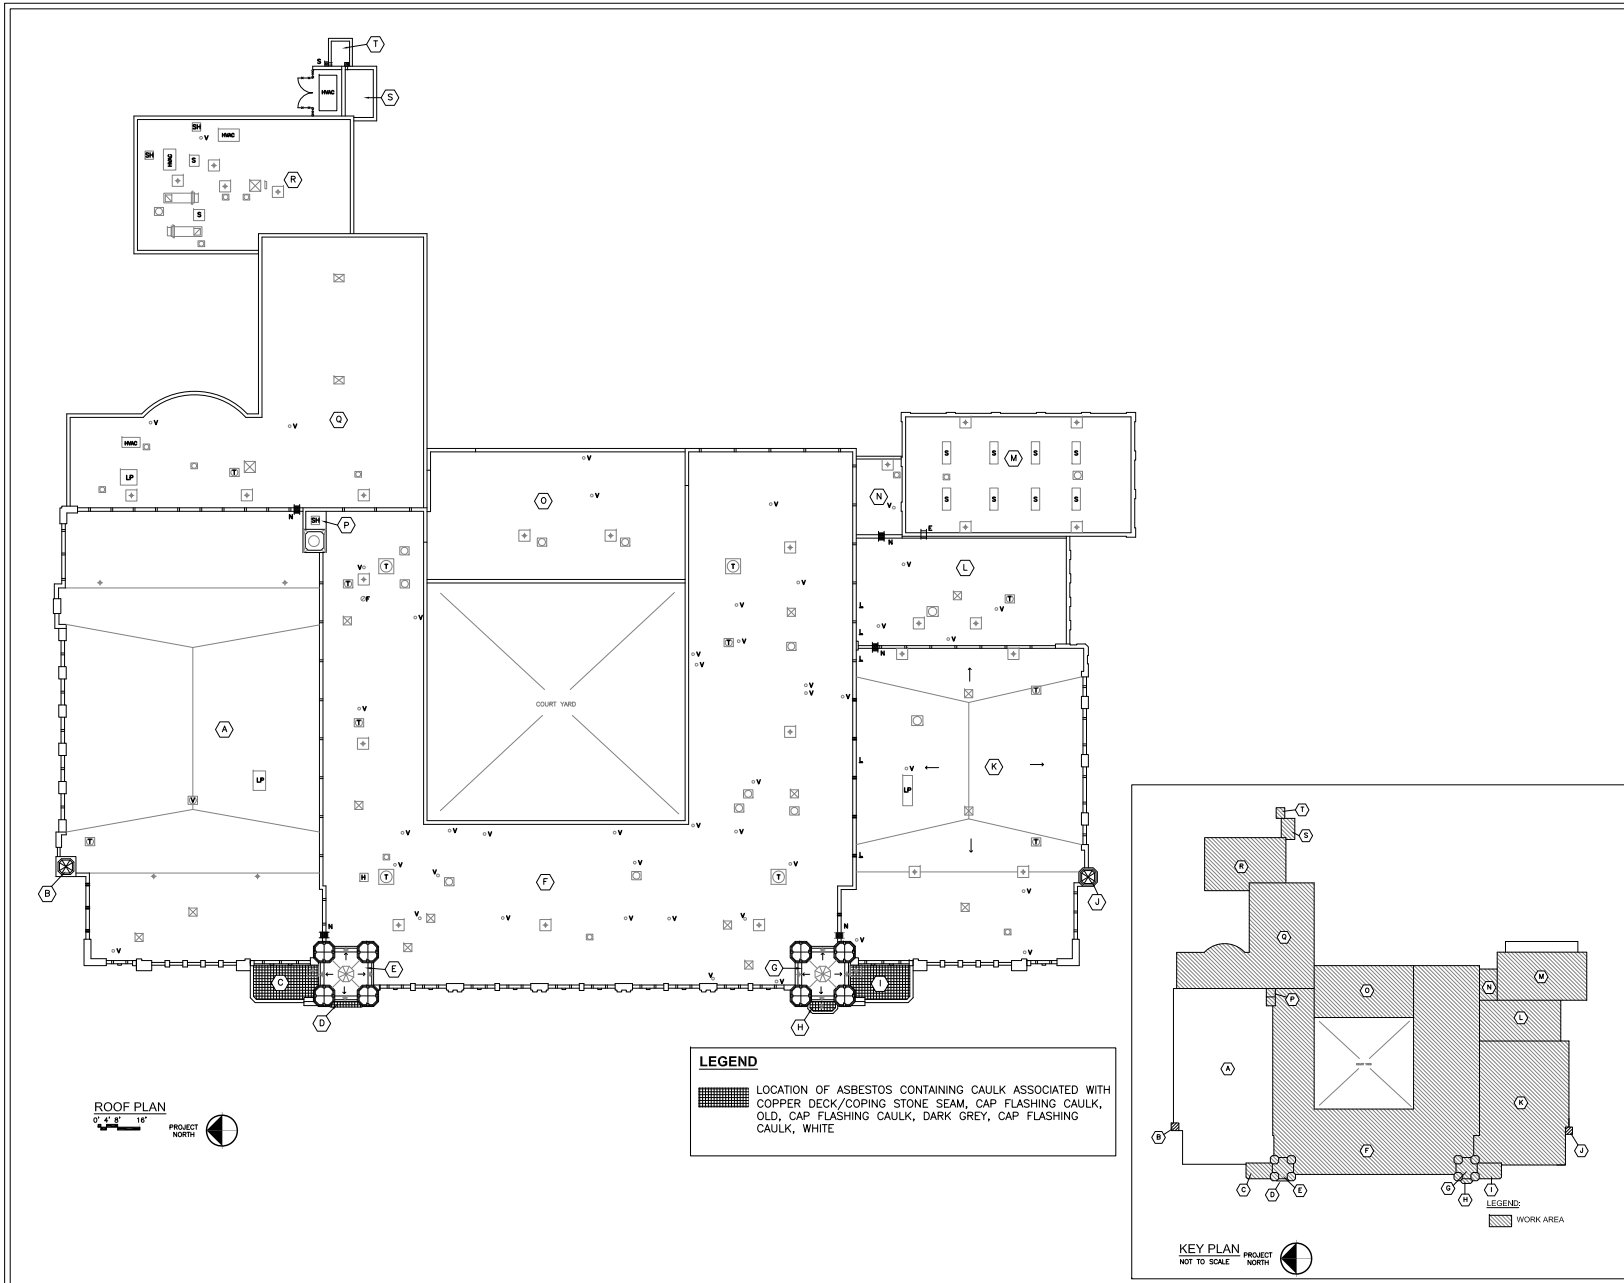 T
S
HVAC
S
SH
V
HVAC
SH
HVAC
S
R
S
Q
V
V
HVAC
LP
T
N
SH
P
V
O
V
V
M
S
S
S
S
S
S
S
S
N
V
N
E
L
V
T
V
V
V
N
T
T
V
T
F
V
V
V
V
T
V
V
V
V
V
V
V
T
COURT YARD
L
L
L
L
L
A
LP
V
T
B
T
K
V
LP
T
V
J
V
V
V
V
V
V
V
V
H
T
V
V
V
T
V
F
V
V
V
V
V
V
N
N
V
V
V
V
V
C
E
G
I
D
H
LEGEND
LOCATION OF ASBESTOS CONTAINING CAULK ASSOCIATED WITH
COPPER DECK/COPING STONE SEAM, CAP FLASHING CAULK,
OLD, CAP FLASHING CAULK, DARK GREY, CAP FLASHING
CAULK, WHITE
ROOF PLAN
0' 4' 8' 16'
PROJECT
NORTH
T
S
R
Q
M
N
O
P
L
A
COURT YARD
K
B
F
J
C
D
E
G
H
I
LEGEND:
WORK AREA
KEY PLAN
NOT TO SCALE
PROJECT
NORTH